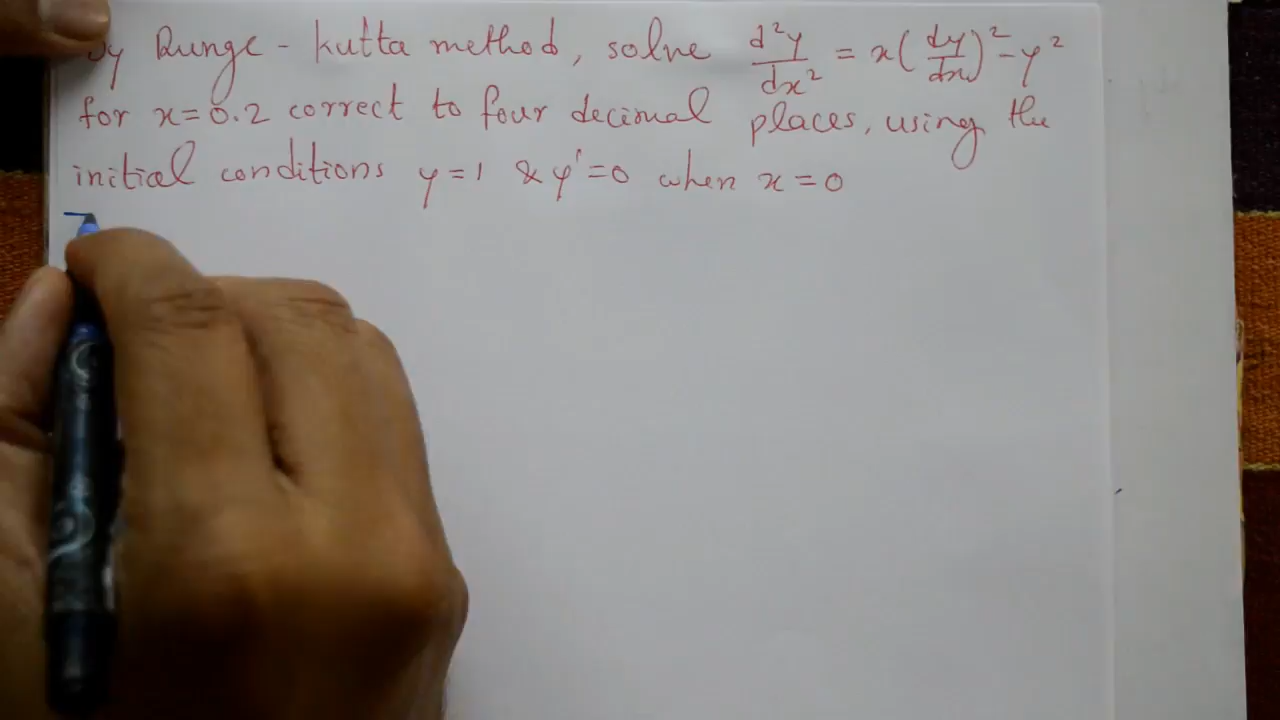 By Runge - Kutta method, solve d²y/dx² = x(dy/dx)² - y²
for x = 0.2 correct to four decimal places, using the
initial conditions y = 1 & y' = 0 when x = 0